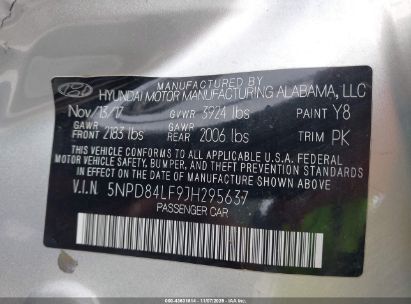 MANUFACTURED BY
HYUNDAI MOTOR MANUFACTURING ALABAMA, LLC
Nov/13/17 GVWR 3924 lbs PAINT Y8
GAWR FRONT 2183 lbs GAWR REAR 2006 lbs TRIM PK
THIS VEHICLE CONFORMS TO ALL APPLICABLE U.S.A. FEDERAL
MOTOR VEHICLE SAFETY, BUMPER, AND THEFT PREVENTION STANDARDS
IN EFFECT ON THE DATE OF MANUFACTURE SHOWN ABOVE.
V.I.N 5NPD84LF9JH295637
PASSENGER CAR